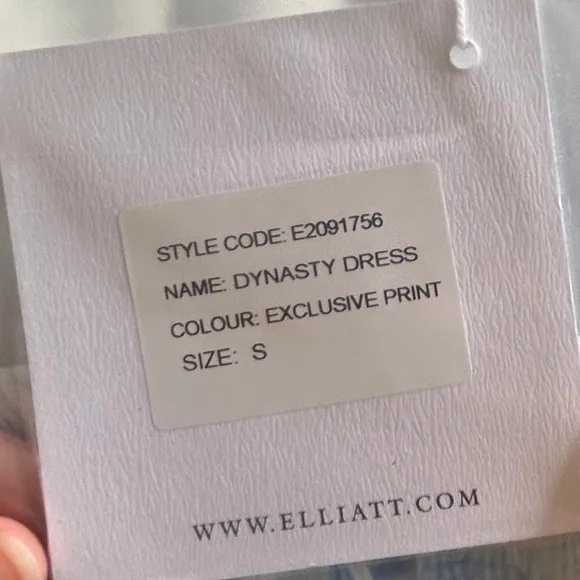 STYLE CODE: E2091756
NAME: DYNASTY DRESS
COLOUR: EXCLUSIVE PRINT
SIZE: S
WWW.ELLIATT.COM